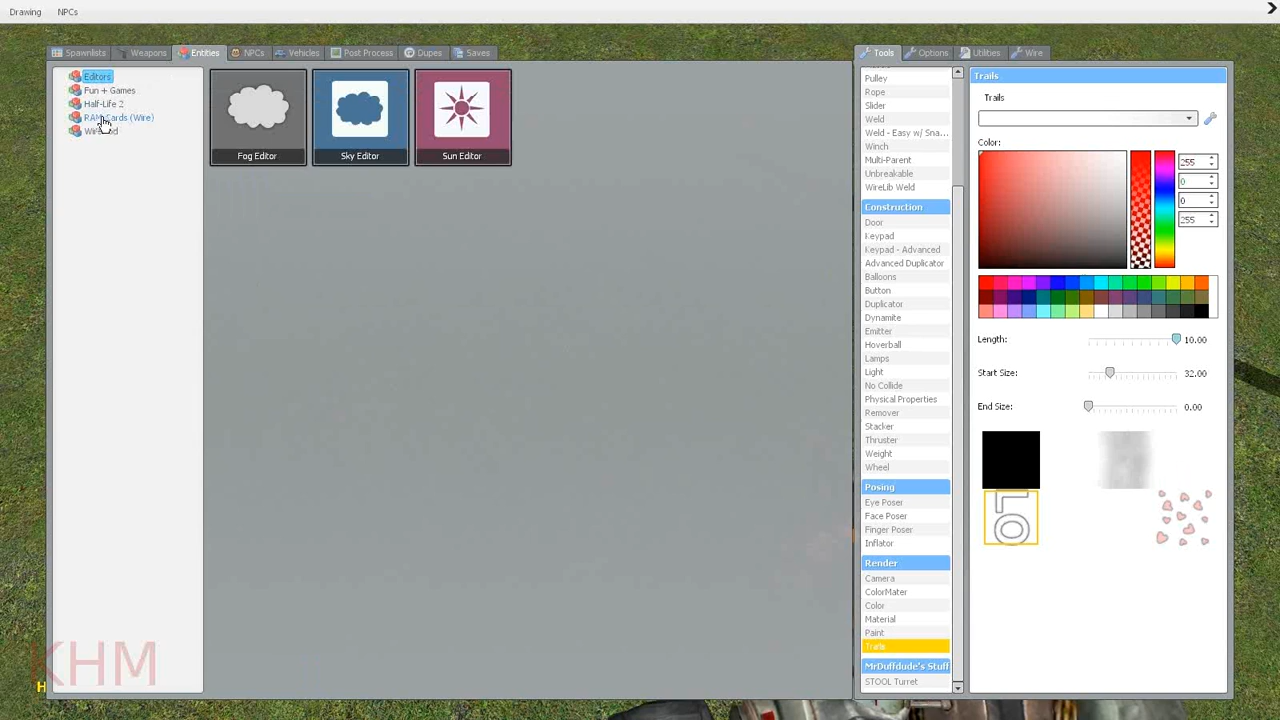 Drawing NPCs
Spawnlists Weapons Entities NPCs Vehicles Post Process Dupes Saves
Editors
Fun + Games
Half-Life 2
RAM Cards (Wire)
Fog Editor
Sky Editor
Sun Editor
Tools Options Utilities Wire
Pulley
Rope
Slider
Weld
Weld - Easy w/ Sna...
Winch
Multi-Parent
Unbreakable
WireLib Weld
Construction
Door
Keypad
Keypad - Advanced
Advanced Duplicator
Balloons
Button
Duplicator
Dynamite
Emitter
Hoverball
Lamps
Light
No Collide
Physical Properties
Remover
Stacker
Thruster
Weight
Wheel
Posing
Eye Poser
Face Poser
Finger Poser
Inflator
Render
Camera
ColorMater
Color
Material
Paint
Trails
MrDuffdude's Stuff
STOOL Turret
Trails
Trails
Color:
255
0
0
255
Length: 10.00
Start Size: 32.00
End Size: 0.00
LOL
KHM
H